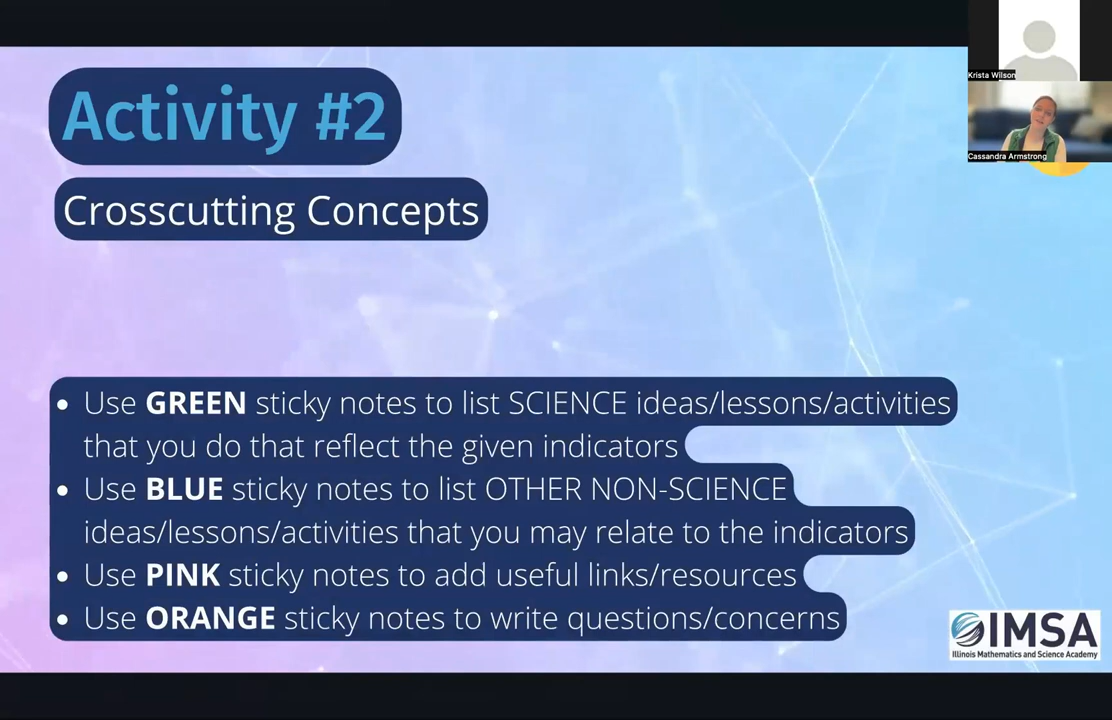 Activity #2
Crosscutting Concepts
• Use GREEN sticky notes to list SCIENCE ideas/lessons/activities
that you do that reflect the given indicators
• Use BLUE sticky notes to list OTHER NON-SCIENCE
ideas/lessons/activities that you may relate to the indicators
• Use PINK sticky notes to add useful links/resources
• Use ORANGE sticky notes to write questions/concerns
Krista Wilson
Cassandra Armstrong
IMSA
Illinois Mathematics and Science Academy